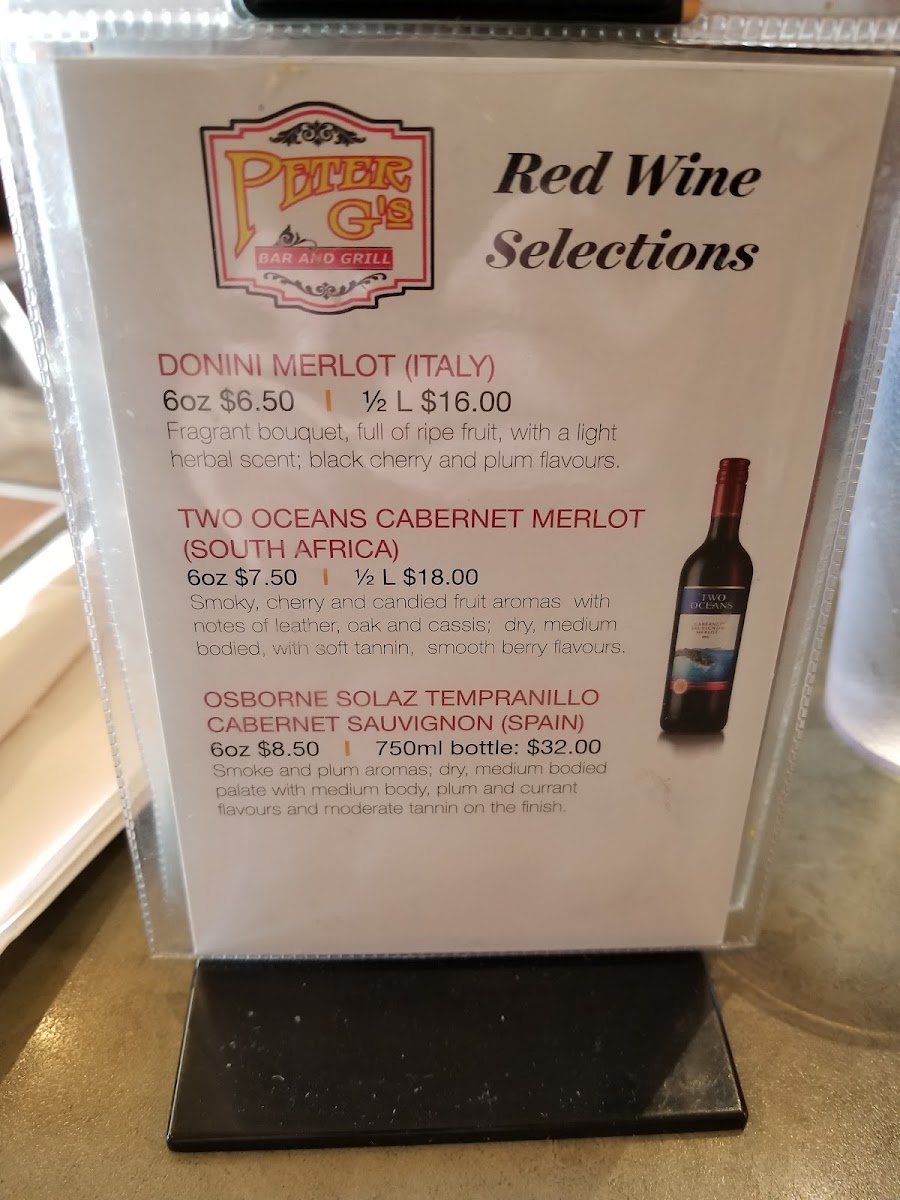 PETER
G's
BAR AND GRILL
Red Wine
Selections
DONINI MERLOT (ITALY)
6oz $6.50 | ½ L $16.00
Fragrant bouquet, full of ripe fruit, with a light
herbal scent; black cherry and plum flavours.
TWO OCEANS CABERNET MERLOT
(SOUTH AFRICA)
6oz $7.50 | ½ L $18.00
Smoky, cherry and candied fruit aromas with
notes of leather, oak and cassis; dry, medium
bodied, with soft tannin, smooth berry flavours.
TWO
OCEANS
CABERNET
SAUVIGNON
MERLOT
OSBORNE SOLAZ TEMPRANILLO
CABERNET SAUVIGNON (SPAIN)
6oz $8.50 | 750ml bottle: $32.00
Smoke and plum aromas; dry, medium bodied
palate with medium body, plum and currant
flavours and moderate tannin on the finish.